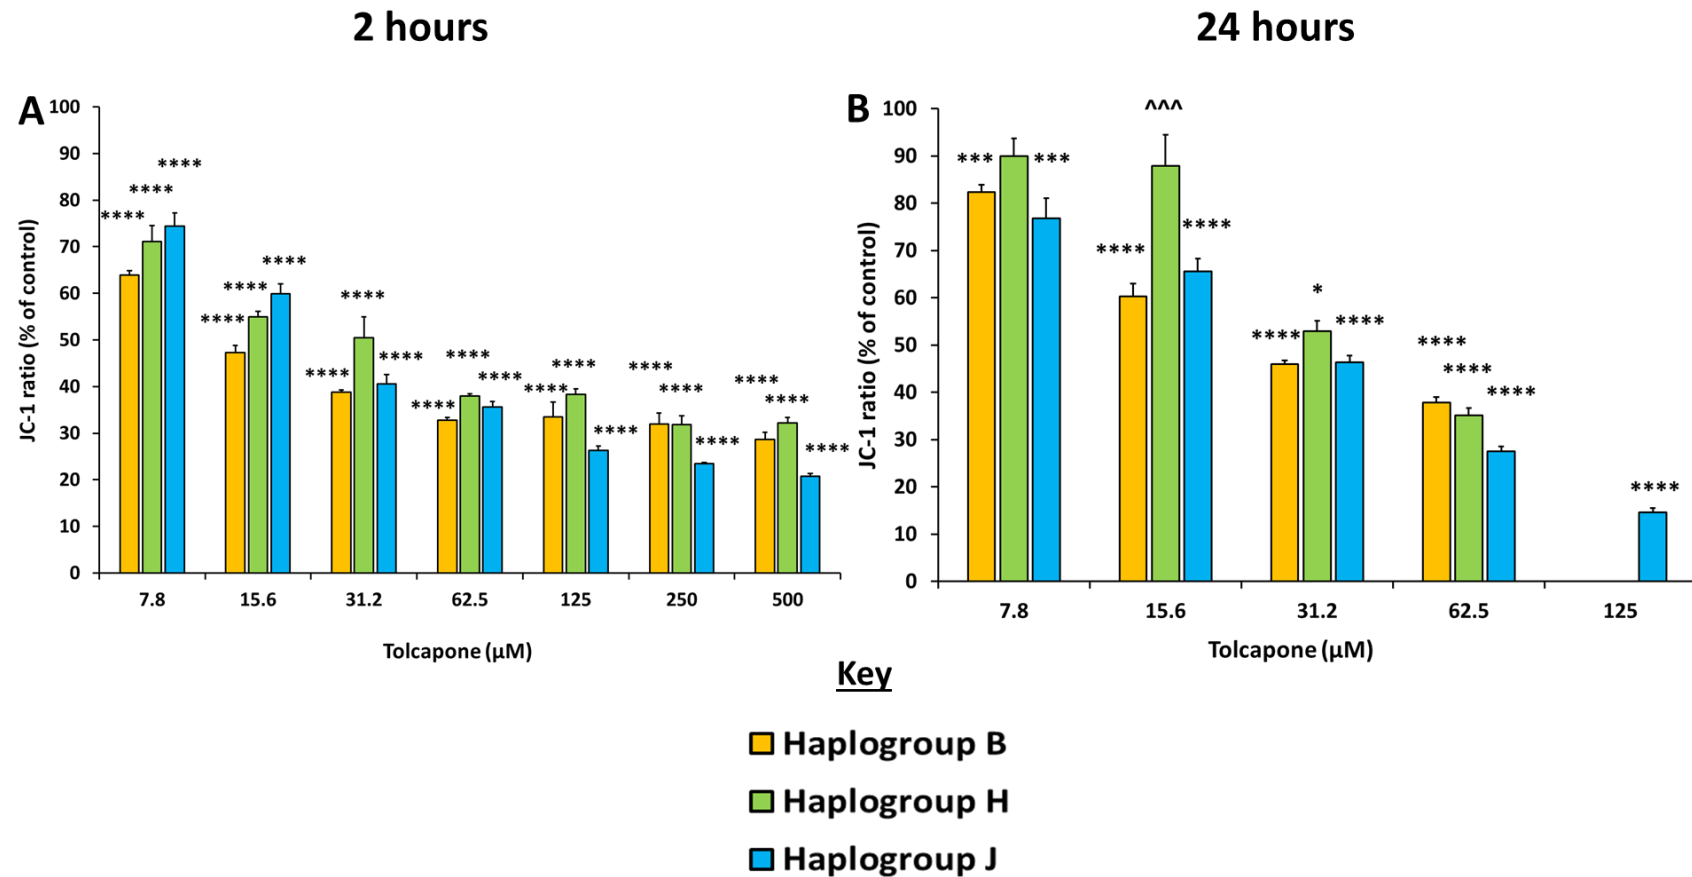 2 hours
24 hours
A
JC-1 ratio (% of control)
100
90
80
70
60
50
40
30
20
10
0
**** **** ****
**** **** ****
**** **** ****
**** **** ****
**** **** ****
**** **** ****
**** **** ****
7.8 15.6 31.2 62.5 125 250 500
Tolcapone (µM)
B
JC-1 ratio (% of control)
100
90
80
70
60
50
40
30
20
10
0
*** ***
**** ^^^ ****
**** * ****
**** **** ****
****
7.8 15.6 31.2 62.5 125
Tolcapone (µM)
Key
Haplogroup B
Haplogroup H
Haplogroup J